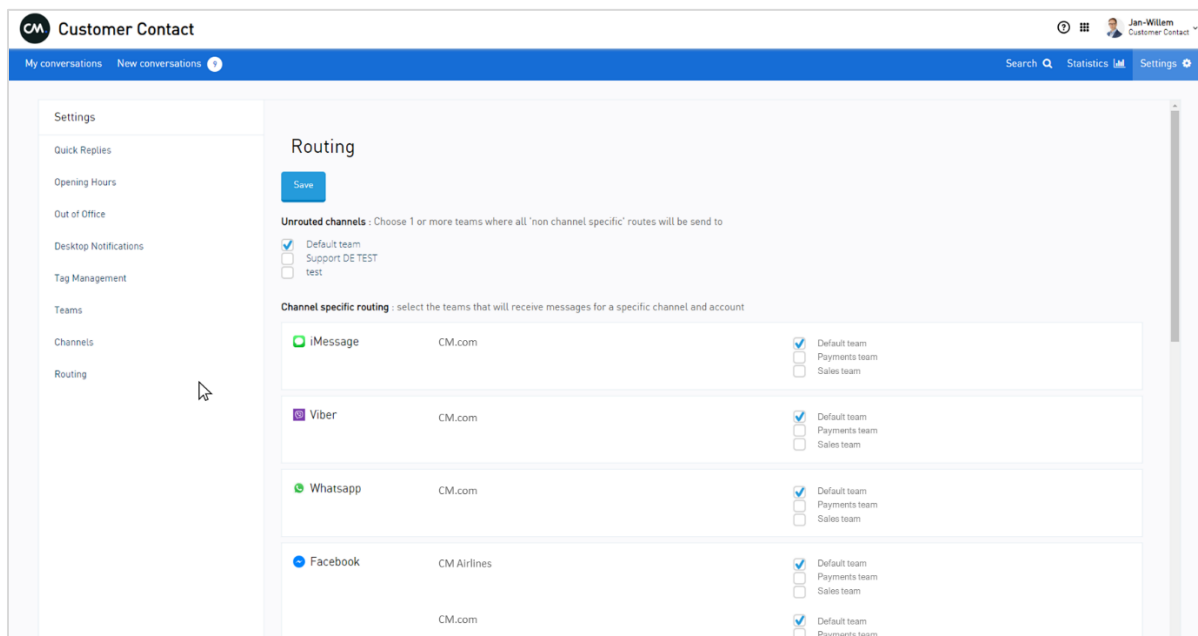 CM. Customer Contact
Jan-Willem
Customer Contact
My conversations New conversations 9
Search Statistics Settings
Settings
Quick Replies
Opening Hours
Out of Office
Desktop Notifications
Tag Management
Teams
Channels
Routing
Routing
Save
Unrouted channels : Choose 1 or more teams where all 'non channel specific' routes will be send to
Default team
Support DE TEST
test
Channel specific routing : select the teams that will receive messages for a specific channel and account
iMessage CM.com Default team
Payments team
Sales team
Viber CM.com Default team
Payments team
Sales team
Whatsapp CM.com Default team
Payments team
Sales team
Facebook CM Airlines Default team
Payments team
Sales team
CM.com Default team
Payments team